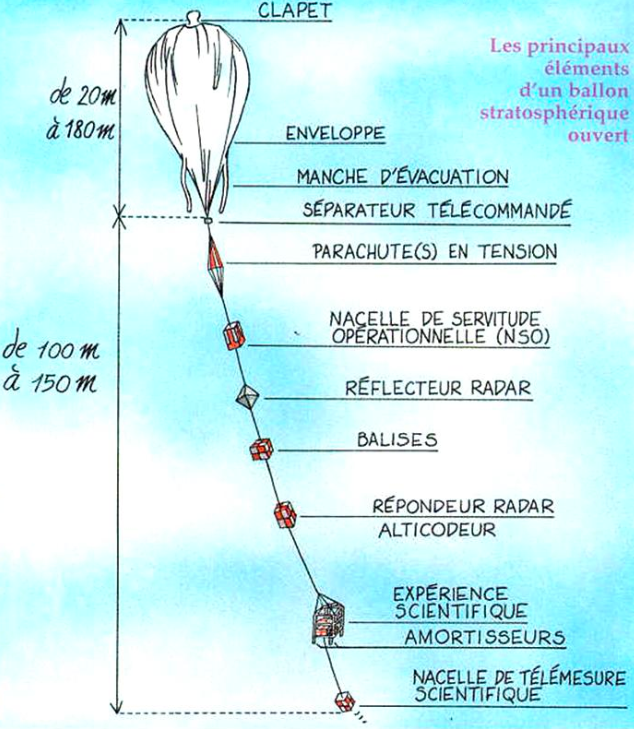 CLAPET
Les principaux
éléments
d'un ballon
stratosphérique
ouvert
de 20m
à 180m
ENVELOPPE
MANCHE D'ÉVACUATION
SÉPARATEUR TÉLÉCOMMANDÉ
PARACHUTE(S) EN TENSION
NACELLE DE SERVITUDE
OPÉRATIONNELLE (NSO)
de 100 m
à 150 m
RÉFLECTEUR RADAR
BALISES
RÉPONDEUR RADAR
ALTICODEUR
EXPÉRIENCE
SCIENTIFIQUE
AMORTISSEURS
NACELLE DE TÉLÉMESURE
SCIENTIFIQUE